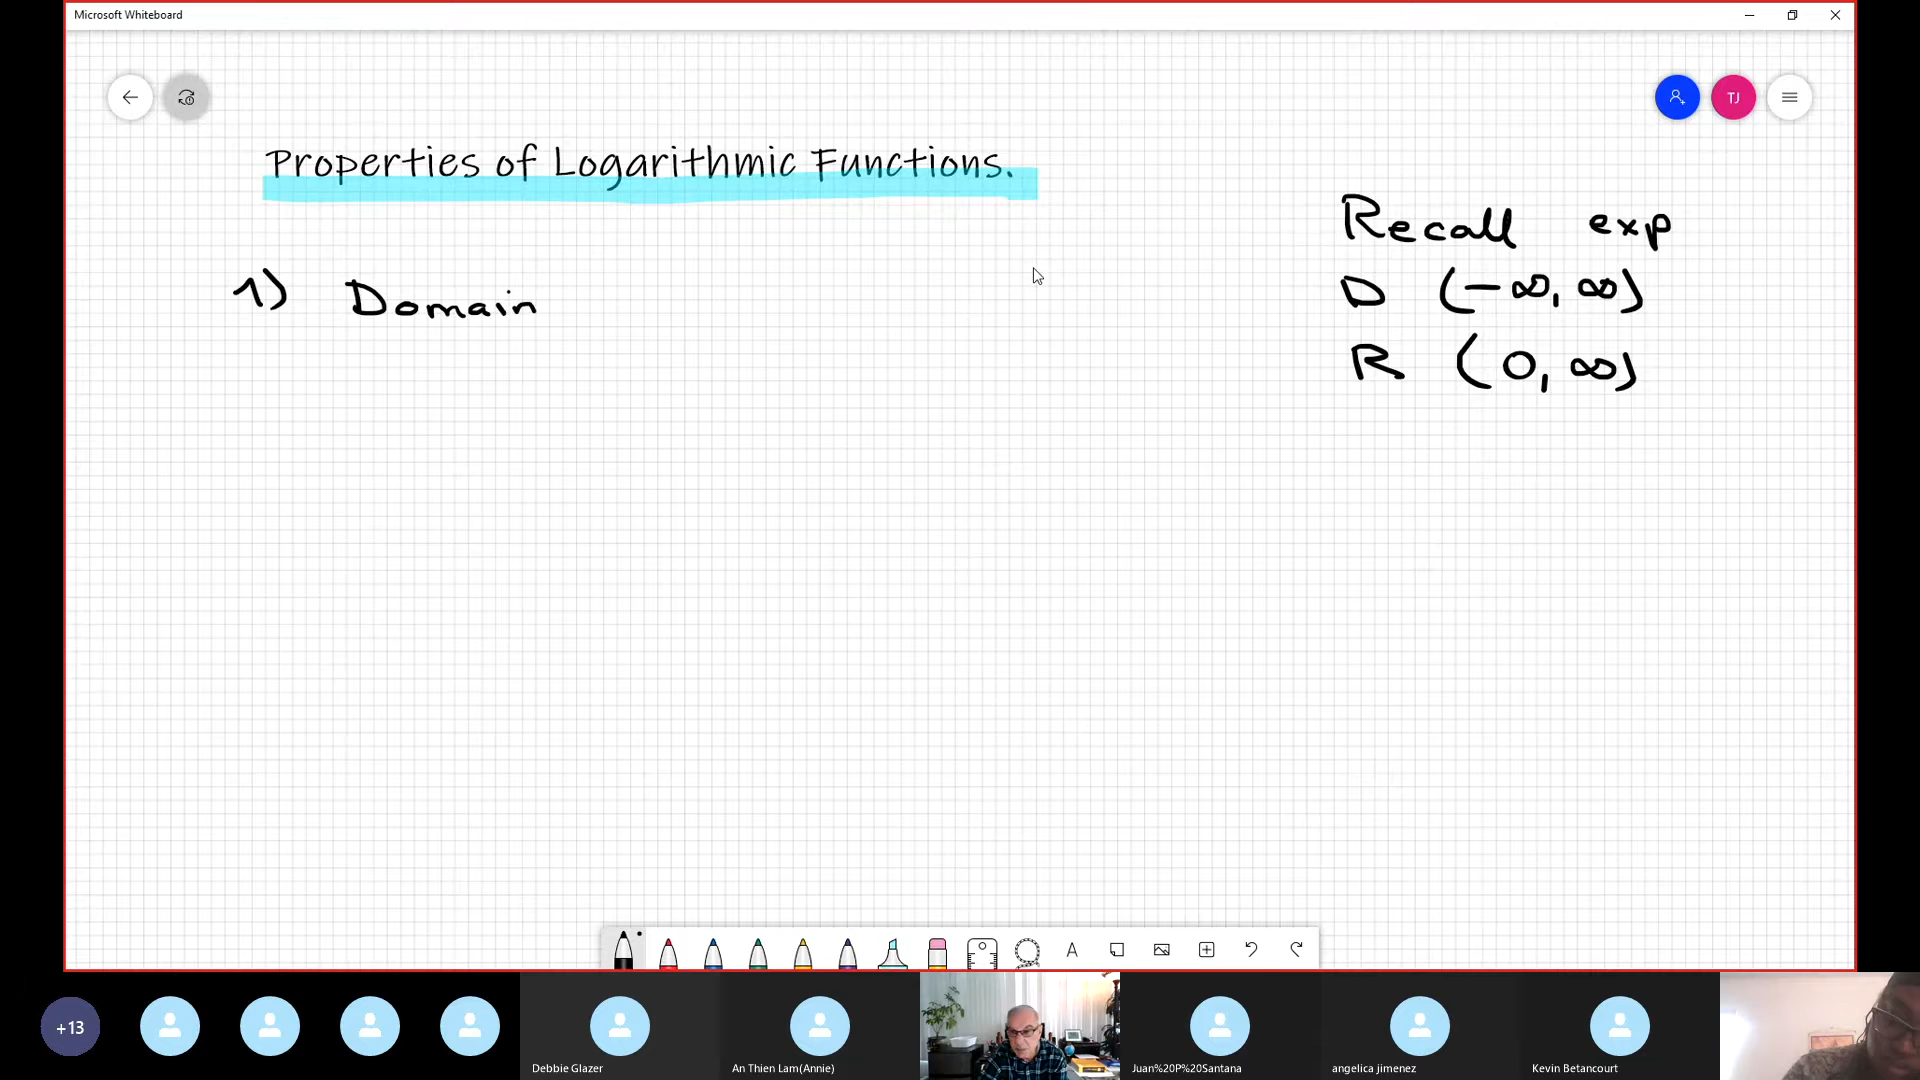 Microsoft Whiteboard
TJ
Properties of Logarithmic Functions.
Recall exp
1) Domain
D (-∞, ∞)
R (0, ∞)
A
+13
Debbie Glazer
An Thien Lam(Annie)
Juan%20P%20Santana
angelica jimenez
Kevin Betancourt